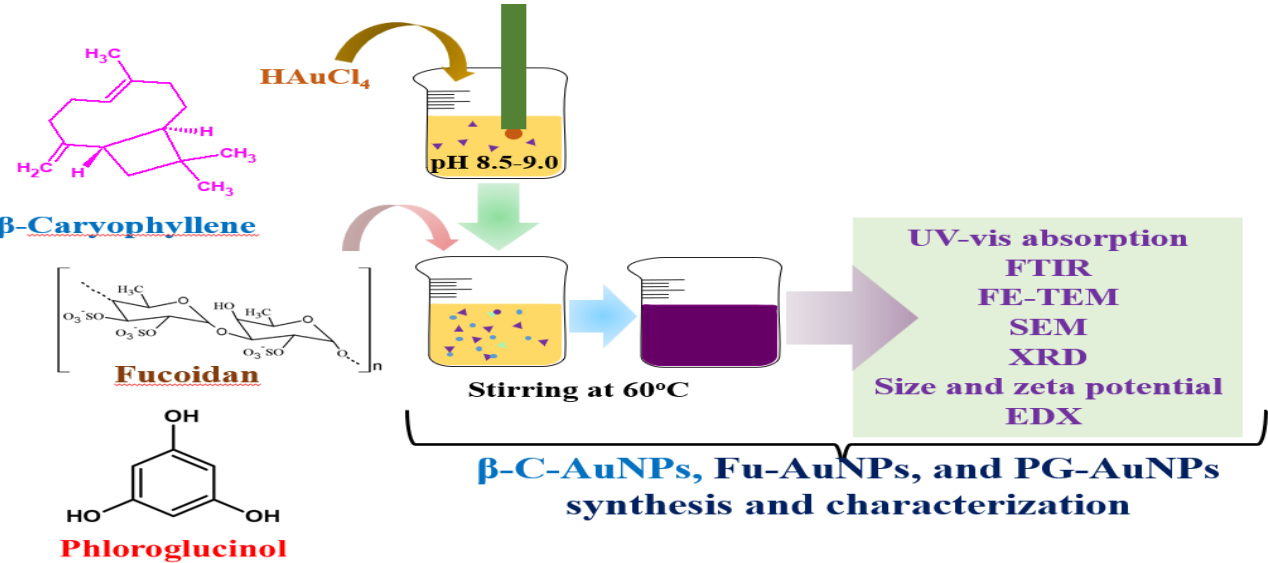 H₃C
H
H₂C
H
CH₃
CH₃
β-Caryophyllene
HAuCl₄
pH 8.5-9.0
H₃C
O
HO
H₃C
O
O₃⁻SO
O₃⁻SO
O
O₃⁻SO
O
n
Fucoidan
OH
HO
OH
Phloroglucinol
Stirring at 60°C
UV-vis absorption
FTIR
FE-TEM
SEM
XRD
Size and zeta potential
EDX
β-C-AuNPs, Fu-AuNPs, and PG-AuNPs
synthesis and characterization